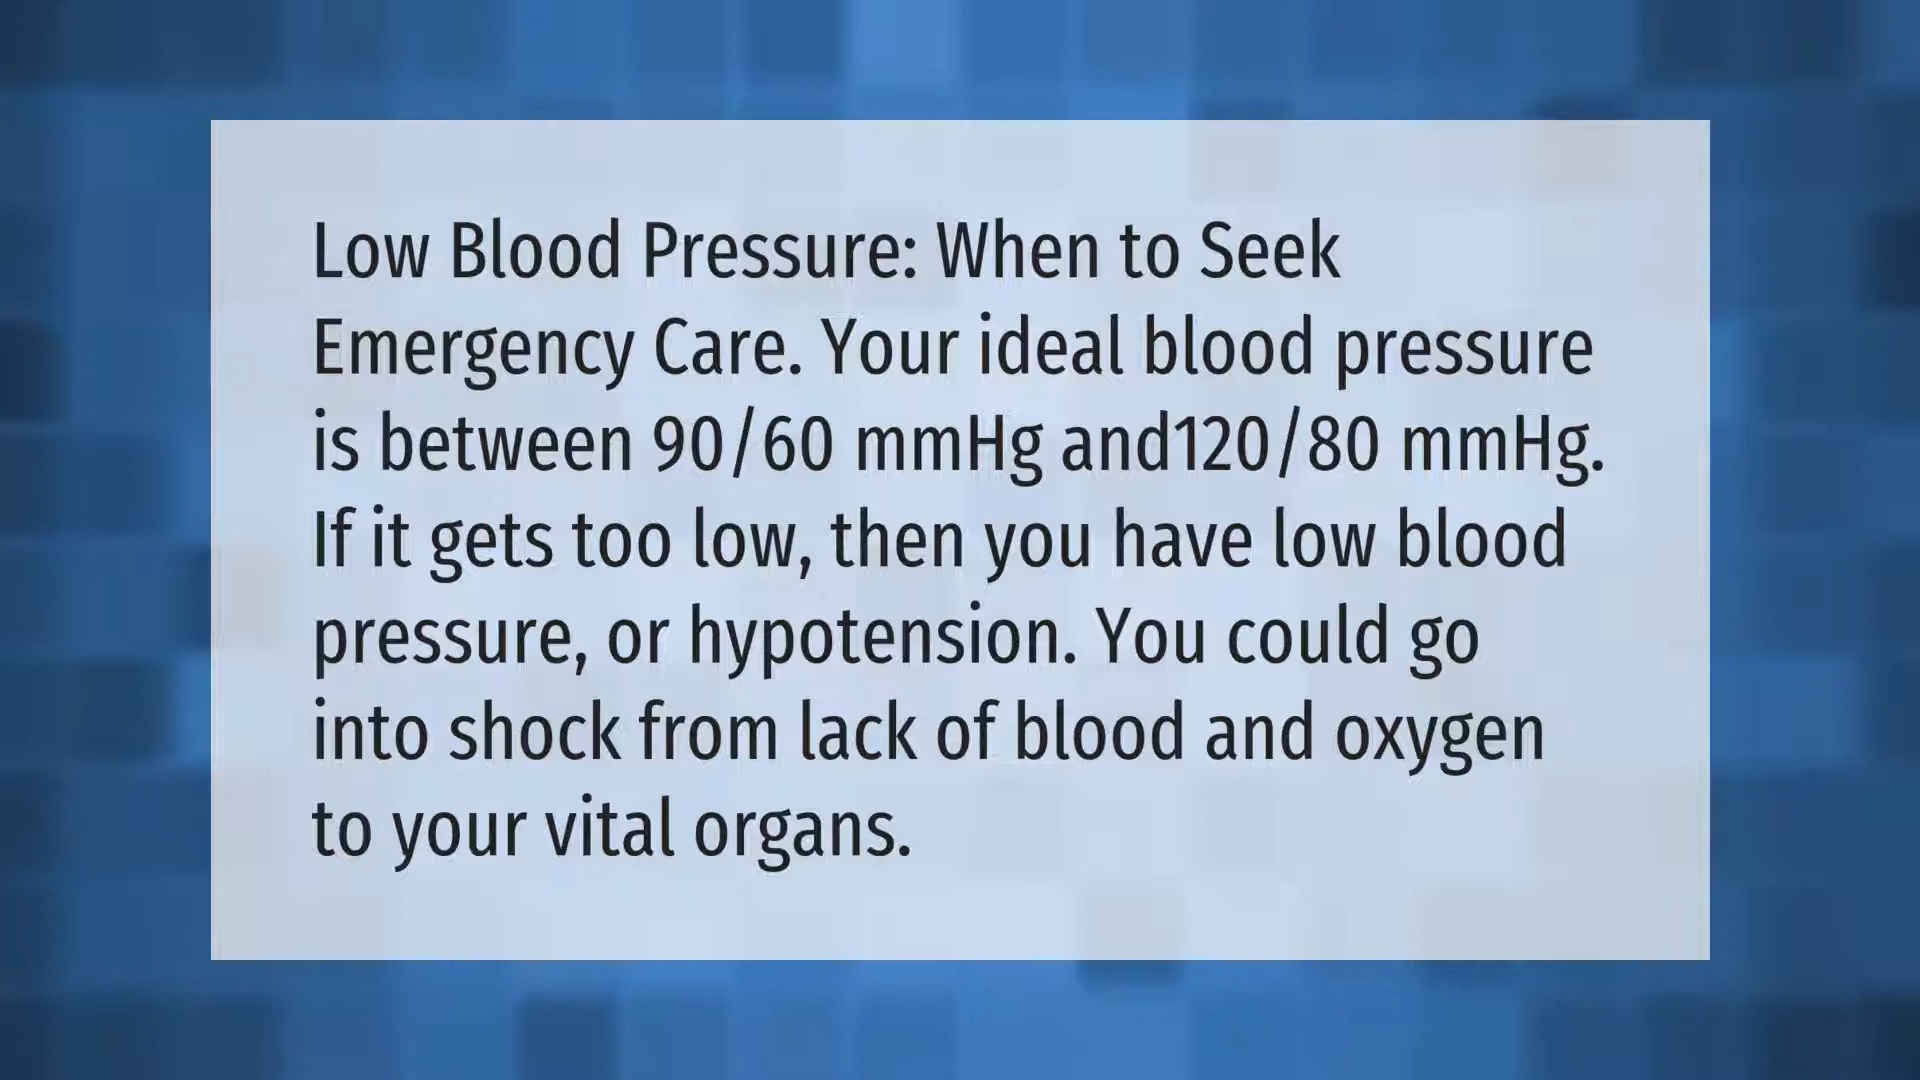 Low Blood Pressure: When to Seek
Emergency Care. Your ideal blood pressure
is between 90/60 mmHg and120/80 mmHg.
If it gets too low, then you have low blood
pressure, or hypotension. You could go
into shock from lack of blood and oxygen
to your vital organs.